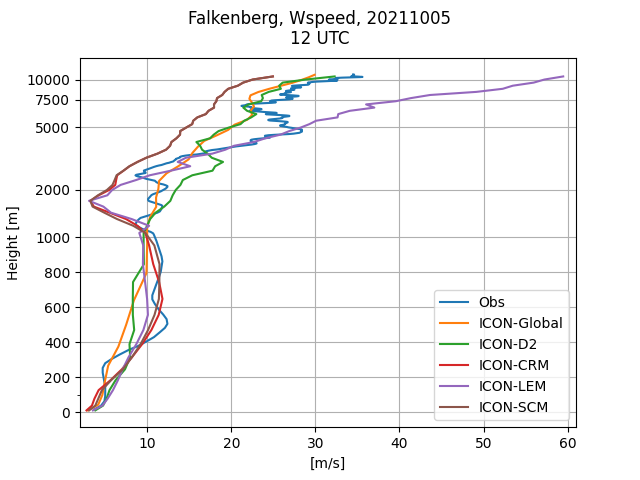 Falkenberg, Wspeed, 20211005
12 UTC
Height [m]
10000
7500
5000
2000
1000
800
600
400
200
0
Obs
ICON-Global
ICON-D2
ICON-CRM
ICON-LEM
ICON-SCM
10 20 30 40 50 60
[m/s]